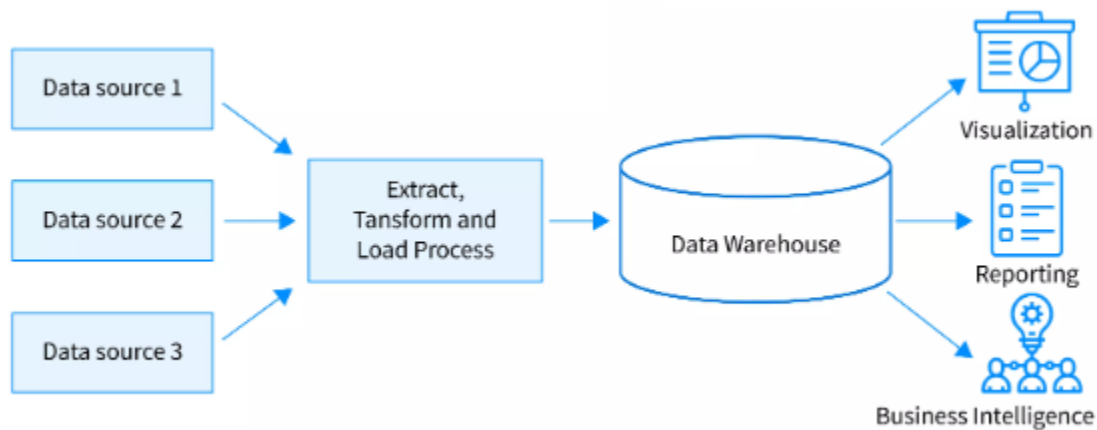 Data source 1
Data source 2
Data source 3
Extract,
Tansform and
Load Process
Data Warehouse
Visualization
Reporting
Business Intelligence